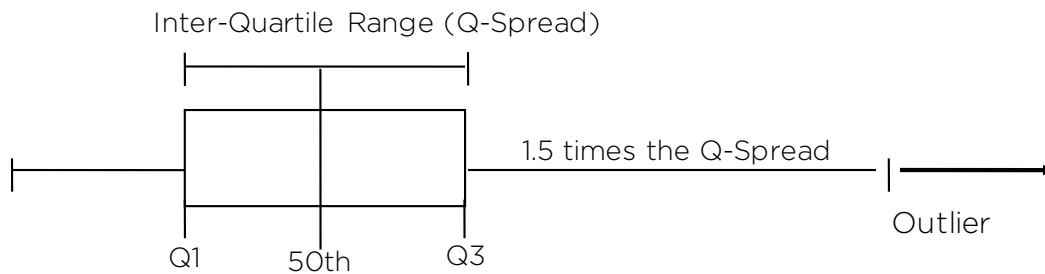 Inter-Quartile Range (Q-Spread)
1.5 times the Q-Spread
Outlier
Q1
50th
Q3